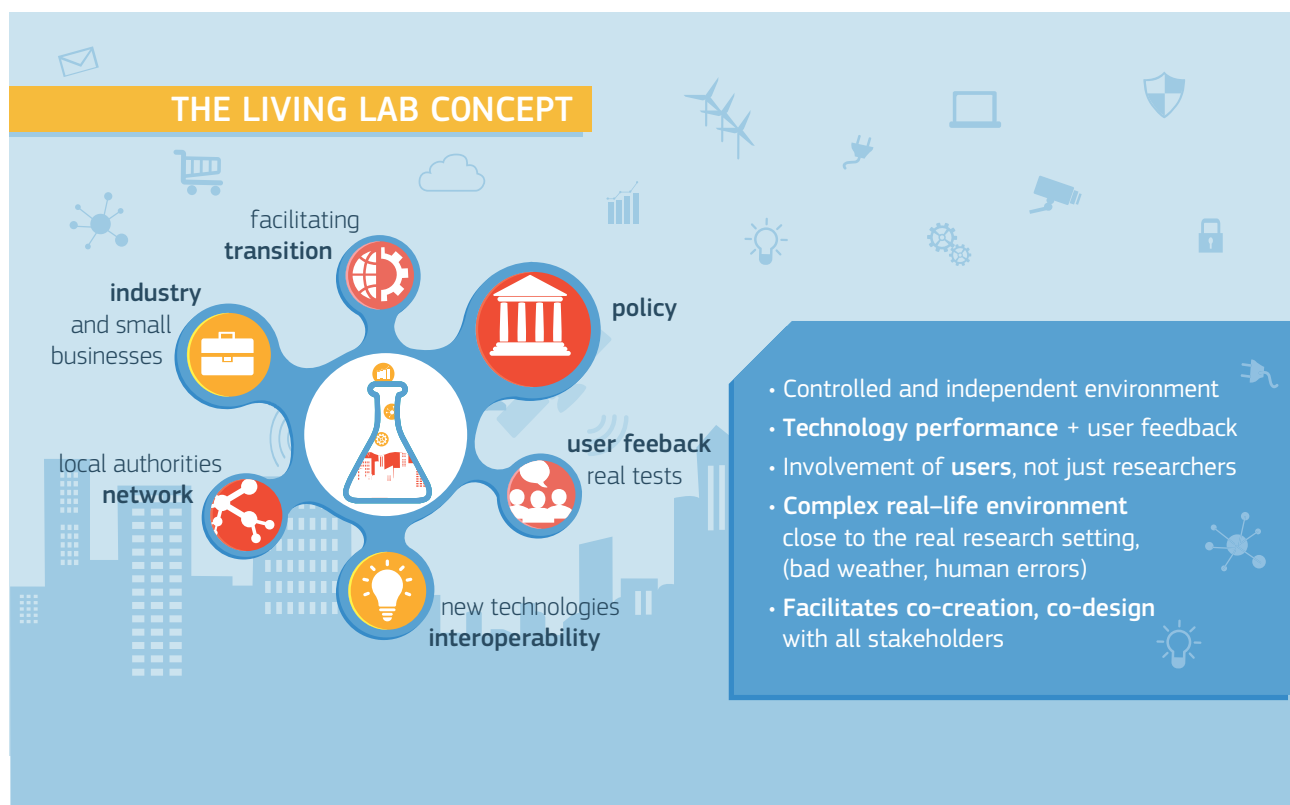 THE LIVING LAB CONCEPT
facilitating
transition
industry
and small
businesses
policy
local authorities
network
user feeback
real tests
new technologies
interoperability
• Controlled and independent environment
• Technology performance + user feedback
• Involvement of users, not just researchers
• Complex real–life environment
close to the real research setting,
(bad weather, human errors)
• Facilitates co-creation, co-design
with all stakeholders